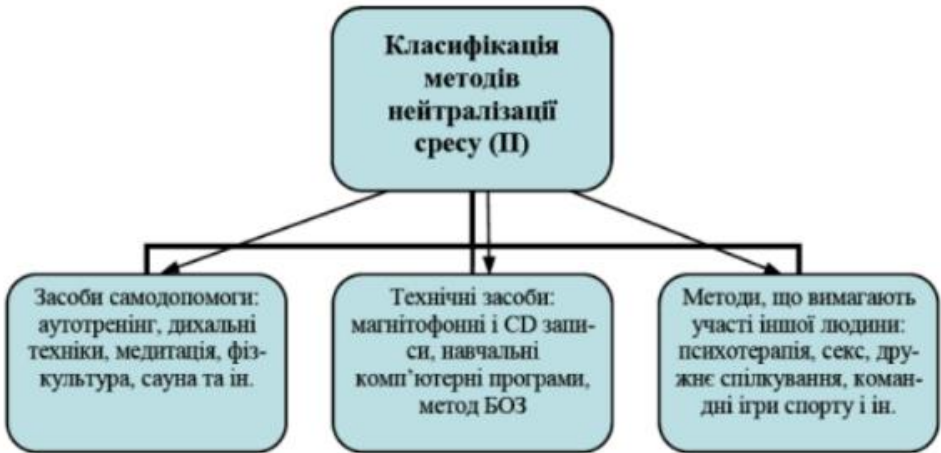 Класифікація
методів
нейтралізації
сресу (ІІ)
Засоби самодопомоги:
аутотренінг, дихальні
техніки, медитація, фіз-
культура, сауна та ін.
Технічні засоби:
магнітофонні і CD запи-
си, навчальні
комп’ютерні програми,
метод БОЗ
Методи, що вимагають
участі іншої людини:
психотерапія, секс, дру-
жнє спілкування, коман-
дні ігри спорту і ін.